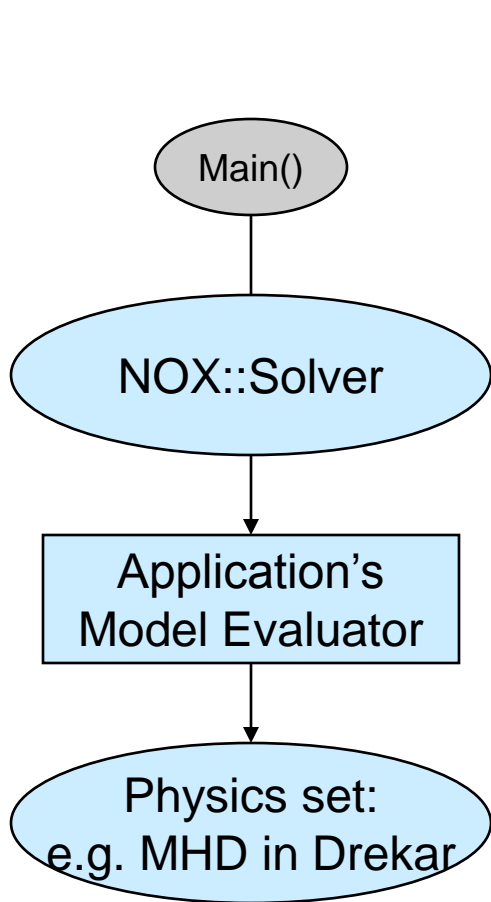 Main()
NOX::Solver
Application’s
Model Evaluator
Physics set:
e.g. MHD in Drekar